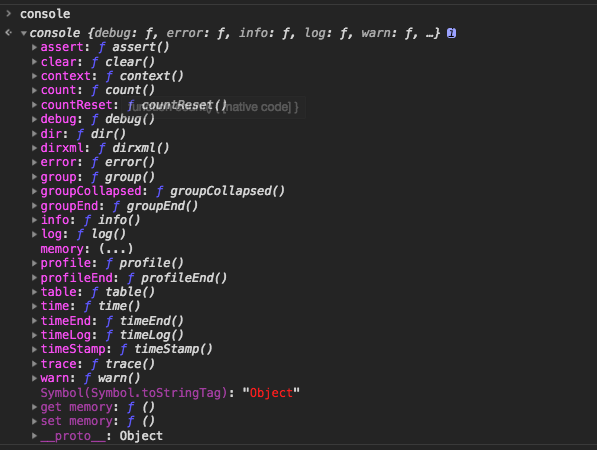 > console
< ▼console {debug: ƒ, error: ƒ, info: ƒ, log: ƒ, warn: ƒ, …} i
▶assert: ƒ assert()
▶clear: ƒ clear()
▶context: ƒ context()
▶count: ƒ count()
▶countReset: ƒ countReset() [native code] }
▶debug: ƒ debug()
▶dir: ƒ dir()
▶dirxml: ƒ dirxml()
▶error: ƒ error()
▶group: ƒ group()
▶groupCollapsed: ƒ groupCollapsed()
▶groupEnd: ƒ groupEnd()
▶info: ƒ info()
▶log: ƒ log()
memory: (...)
▶profile: ƒ profile()
▶profileEnd: ƒ profileEnd()
▶table: ƒ table()
▶time: ƒ time()
▶timeEnd: ƒ timeEnd()
▶timeLog: ƒ timeLog()
▶timeStamp: ƒ timeStamp()
▶trace: ƒ trace()
▶warn: ƒ warn()
Symbol(Symbol.toStringTag): "Object"
▶get memory: ƒ ()
▶set memory: ƒ ()
▶__proto__: Object